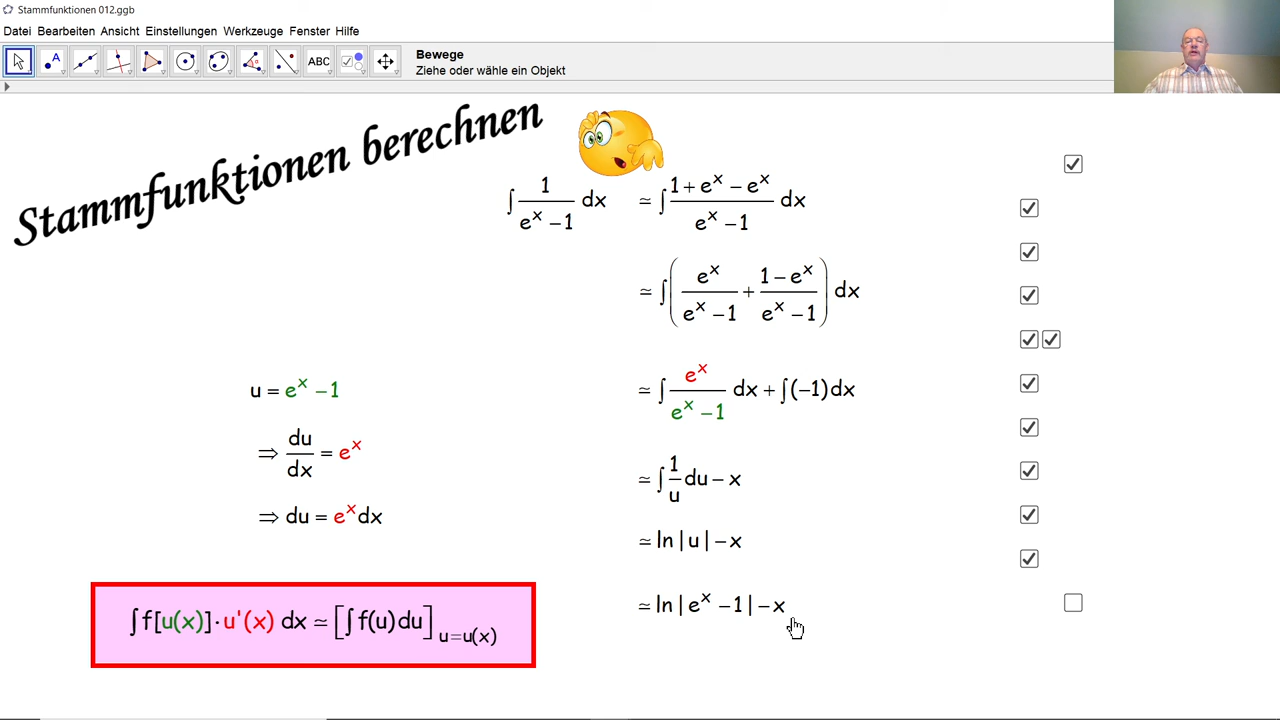 Stammfunktionen 012.ggb
Datei Bearbeiten Ansicht Einstellungen Werkzeuge Fenster Hilfe
A
ABC
Bewege
Ziehe oder wähle ein Objekt
Stammfunktionen berechnen
∫ 1/(eˣ −1) dx ≃ ∫ (1+eˣ −eˣ)/(eˣ −1) dx
≃ ∫ ( eˣ/(eˣ −1) + (1−eˣ)/(eˣ −1) ) dx
u = eˣ −1
≃ ∫ eˣ/(eˣ −1) dx + ∫(−1)dx
⇒ du/dx = eˣ
≃ ∫ 1/u du − x
⇒ du = eˣdx
≃ ln|u| −x
≃ ln|eˣ −1| −x
∫f[u(x)]·u'(x) dx ≃ [∫f(u)du] u=u(x)